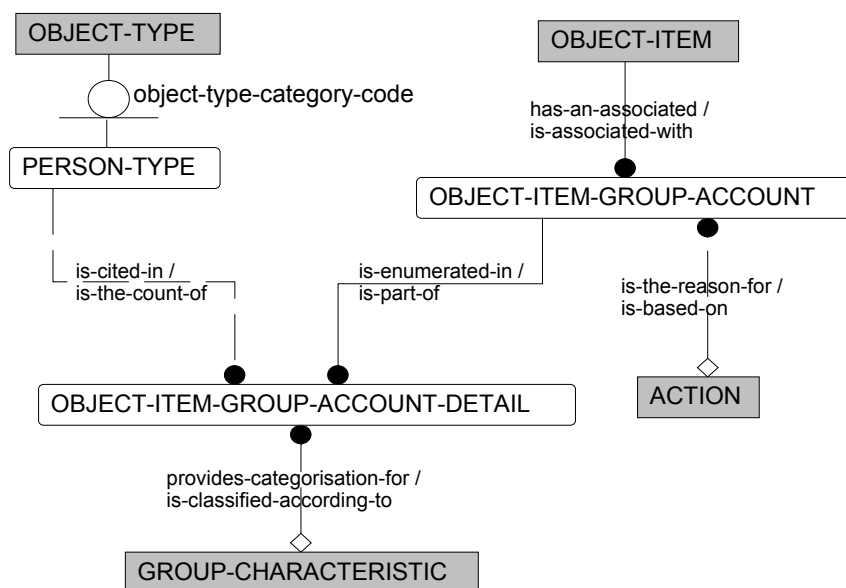 OBJECT-TYPE
OBJECT-ITEM
object-type-category-code
has-an-associated /
is-associated-with
PERSON-TYPE
OBJECT-ITEM-GROUP-ACCOUNT
is-cited-in /
is-the-count-of
is-enumerated-in /
is-part-of
is-the-reason-for /
is-based-on
OBJECT-ITEM-GROUP-ACCOUNT-DETAIL
ACTION
provides-categorisation-for /
is-classified-according-to
GROUP-CHARACTERISTIC